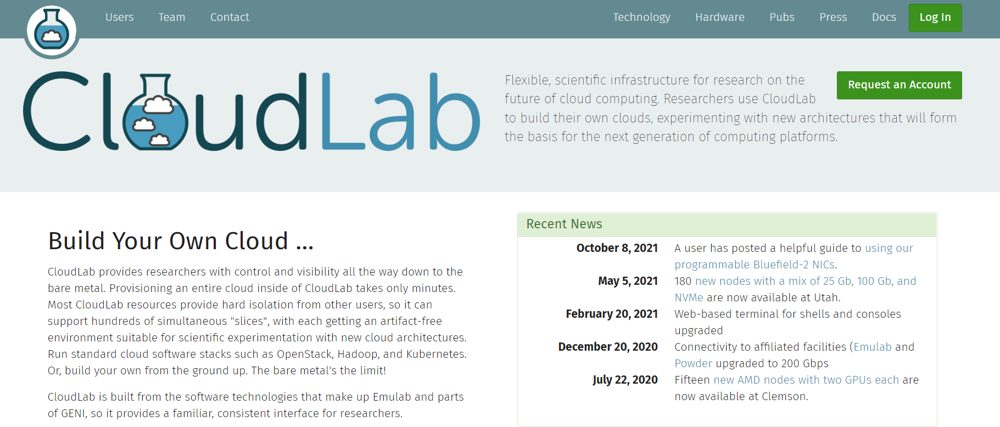 Users Team Contact Technology Hardware Pubs Press Docs Log In
CloudLab
Flexible, scientific infrastructure for research on the
future of cloud computing. Researchers use CloudLab
to build their own clouds, experimenting with new architectures that will form
the basis for the next generation of computing platforms.
Request an Account
Build Your Own Cloud ...
CloudLab provides researchers with control and visibility all the way down to the
bare metal. Provisioning an entire cloud inside of CloudLab takes only minutes.
Most CloudLab resources provide hard isolation from other users, so it can
support hundreds of simultaneous "slices", with each getting an artifact-free
environment suitable for scientific experimentation with new cloud architectures.
Run standard cloud software stacks such as OpenStack, Hadoop, and Kubernetes.
Or, build your own from the ground up. The bare metal's the limit!
CloudLab is built from the software technologies that make up Emulab and parts
of GENI, so it provides a familiar, consistent interface for researchers.
Recent News
October 8, 2021 A user has posted a helpful guide to using our
programmable Bluefield-2 NICs.
May 5, 2021 180 new nodes with a mix of 25 Gb, 100 Gb, and
NVMe are now available at Utah.
February 20, 2021 Web-based terminal for shells and consoles
upgraded
December 20, 2020 Connectivity to affiliated facilities (Emulab and
Powder upgraded to 200 Gbps
July 22, 2020 Fifteen new AMD nodes with two GPUs each are
now available at Clemson.